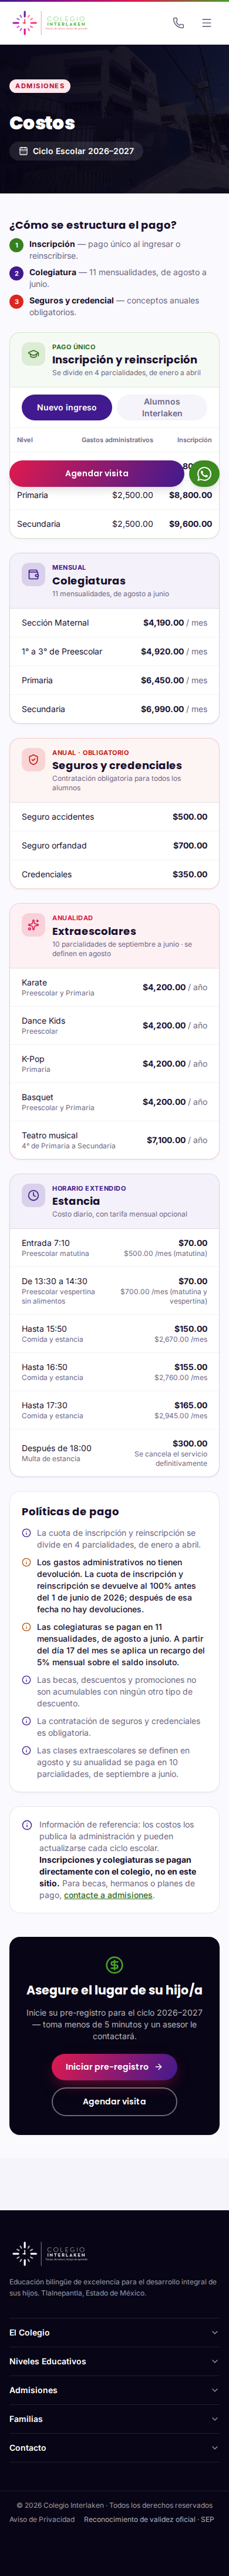 COLEGIO
INTERLAKEN
ADMISIONES
Costos
Ciclo Escolar 2026–2027
¿Cómo se estructura el pago?
1 Inscripción — pago único al ingresar o
reinscribirse.
2 Colegiatura — 11 mensualidades, de agosto a
junio.
3 Seguros y credencial — conceptos anuales
obligatorios.
PAGO ÚNICO
Inscripción y reinscripción
Se divide en 4 parcialidades, de enero a abril
Nuevo ingreso
Alumnos
Interlaken
Nivel Gastos administrativos Inscripción
Agendar visita
Primaria $2,500.00 $8,800.00
Secundaria $2,500.00 $9,600.00
MENSUAL
Colegiaturas
11 mensualidades, de agosto a junio
Sección Maternal $4,190.00 / mes
1° a 3° de Preescolar $4,920.00 / mes
Primaria $6,450.00 / mes
Secundaria $6,990.00 / mes
ANUAL · OBLIGATORIO
Seguros y credenciales
Contratación obligatoria para todos los
alumnos
Seguro accidentes $500.00
Seguro orfandad $700.00
Credenciales $350.00
ANUALIDAD
Extraescolares
10 parcialidades de septiembre a junio · se
definen en agosto
Karate
Preescolar y Primaria
$4,200.00 / año
Dance Kids
Preescolar
$4,200.00 / año
K-Pop
Primaria
$4,200.00 / año
Basquet
Preescolar y Primaria
$4,200.00 / año
Teatro musical
4° de Primaria a Secundaria
$7,100.00 / año
HORARIO EXTENDIDO
Estancia
Costo diario, con tarifa mensual opcional
Entrada 7:10 $70.00
Preescolar matutina $500.00 /mes (matutina)
De 13:30 a 14:30 $70.00
Preescolar vespertina $700.00 /mes (matutina y
sin alimentos vespertina)
Hasta 15:50 $150.00
Comida y estancia $2,670.00 /mes
Hasta 16:50 $155.00
Comida y estancia $2,760.00 /mes
Hasta 17:30 $165.00
Comida y estancia $2,945.00 /mes
Después de 18:00 $300.00
Multa de estancia Se cancela el servicio
definitivamente
Políticas de pago
La cuota de inscripción y reinscripción se
divide en 4 parcialidades, de enero a abril.
Los gastos administrativos no tienen
devolución. La cuota de inscripción y
reinscripción se devuelve al 100% antes
del 1 de junio de 2026; después de esa
fecha no hay devoluciones.
Las colegiaturas se pagan en 11
mensualidades, de agosto a junio. A partir
del día 17 del mes se aplica un recargo del
5% mensual sobre el saldo insoluto.
Las becas, descuentos y promociones no
son acumulables con ningún otro tipo de
descuento.
La contratación de seguros y credenciales
es obligatoria.
Las clases extraescolares se definen en
agosto y su anualidad se paga en 10
parcialidades, de septiembre a junio.
Información de referencia: los costos los
publica la administración y pueden
actualizarse cada ciclo escolar.
Inscripciones y colegiaturas se pagan
directamente con el colegio, no en este
sitio. Para becas, hermanos o planes de
pago, contacte a admisiones.
Asegure el lugar de su hijo/a
Inicie su pre-registro para el ciclo 2026–2027
— toma menos de 5 minutos y un asesor le
contactará.
Iniciar pre-registro
Agendar visita
COLEGIO
INTERLAKEN
Educación bilingüe de excelencia para el desarrollo integral de
sus hijos. Tlalnepantla, Estado de México.
El Colegio
Niveles Educativos
Admisiones
Familias
Contacto
© 2026 Colegio Interlaken · Todos los derechos reservados
Aviso de Privacidad Reconocimiento de validez oficial · SEP